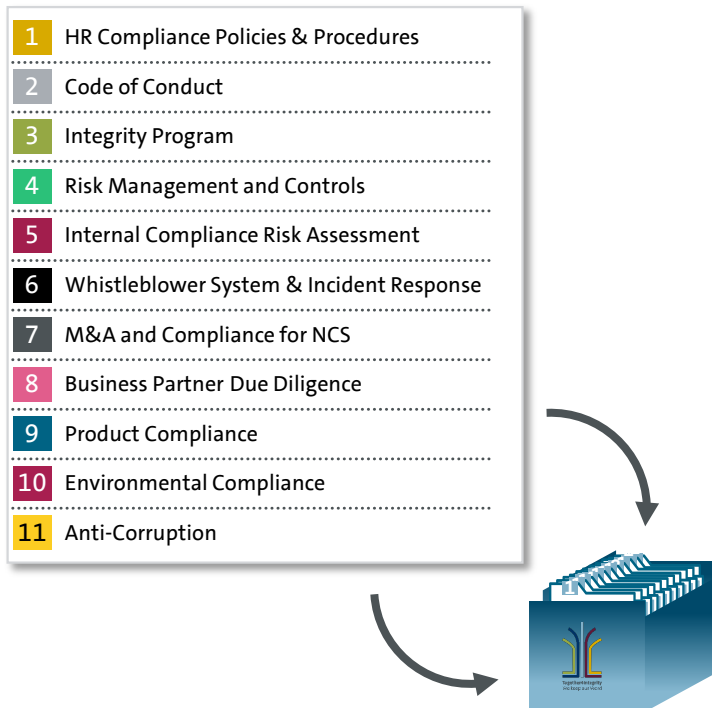 1 HR Compliance Policies & Procedures
2 Code of Conduct
3 Integrity Program
4 Risk Management and Controls
5 Internal Compliance Risk Assessment
6 Whistleblower System & Incident Response
7 M&A and Compliance for NCS
8 Business Partner Due Diligence
9 Product Compliance
10 Environmental Compliance
11 Anti-Corruption
1
Together4Integrity